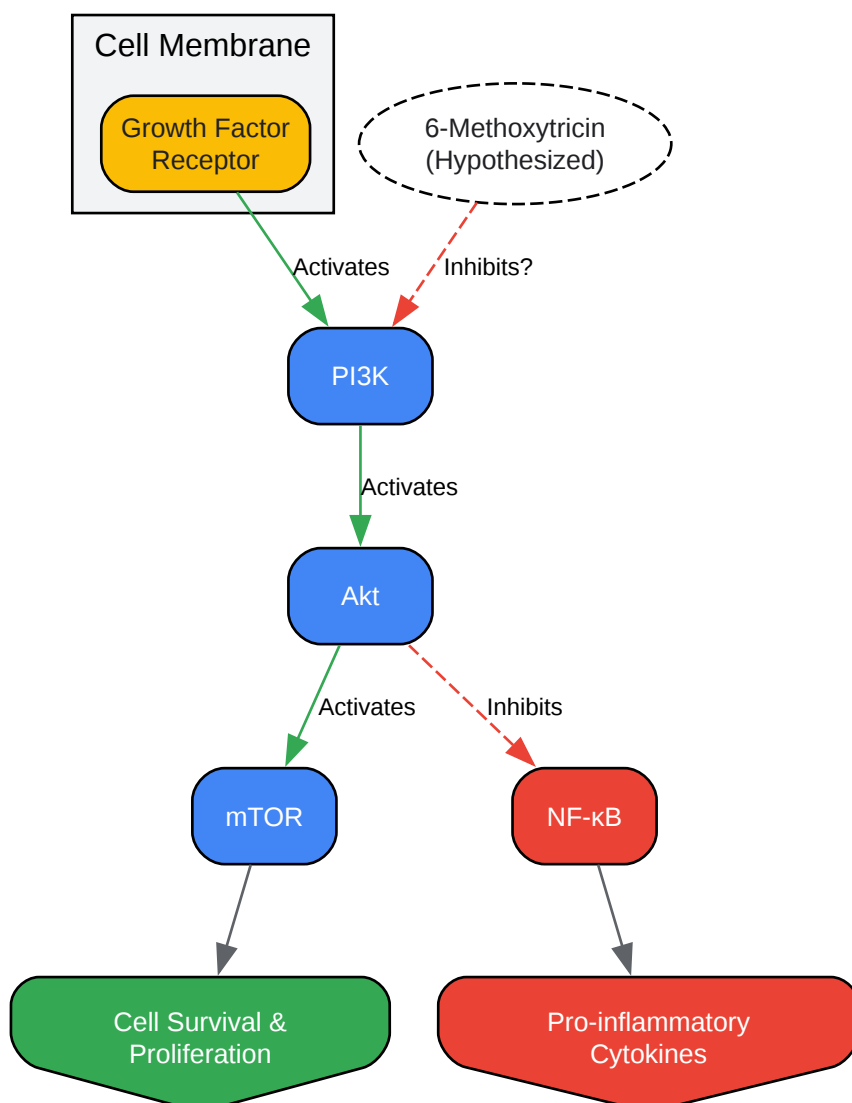 Cell Membrane
Growth Factor
Receptor
6-Methoxytricin
(Hypothesized)
Activates
Inhibits?
PI3K
Activates
Akt
Activates
Inhibits
mTOR
NF-κB
Cell Survival &
Proliferation
Pro-inflammatory
Cytokines